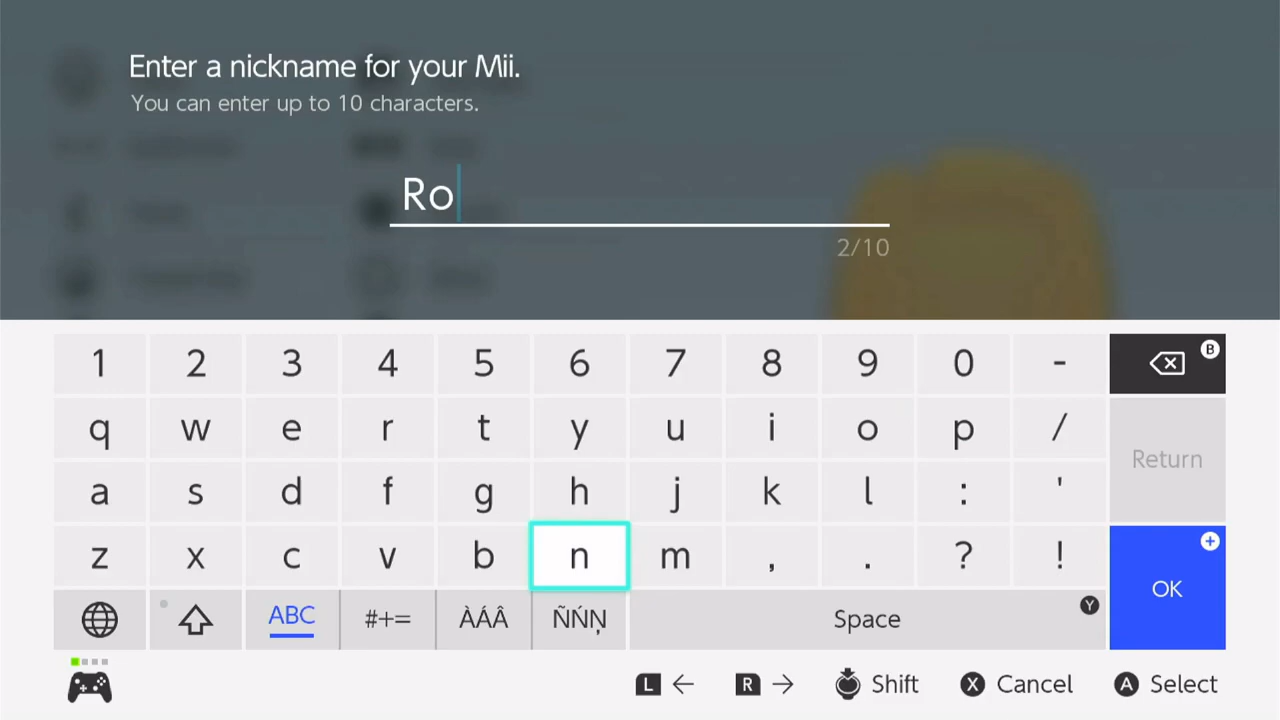 Enter a nickname for your Mii.
You can enter up to 10 characters.
Ro
2/10
1 2 3 4 5 6 7 8 9 0 - B
q w e r t y u i o p /
Return
a s d f g h j k l : '
z x c v b n m , . ? ! +
OK
ABC #+= ÀÁÂ ÑŃŅ Space Y
L ← R → Shift X Cancel A Select